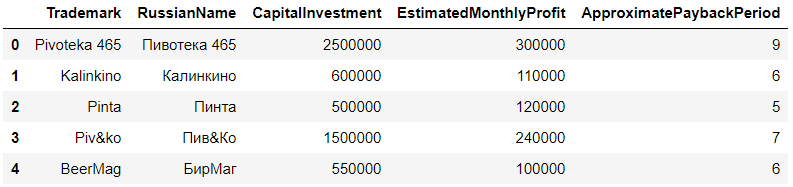 Trademark RussianName CapitalInvestment EstimatedMonthlyProfit ApproximatePaybackPeriod
0 Pivoteka 465 Пивотека 465 2500000 300000 9
1 Kalinkino Калинкино 600000 110000 6
2 Pinta Пинта 500000 120000 5
3 Piv&ko Пив&Ко 1500000 240000 7
4 BeerMag БирМаг 550000 100000 6